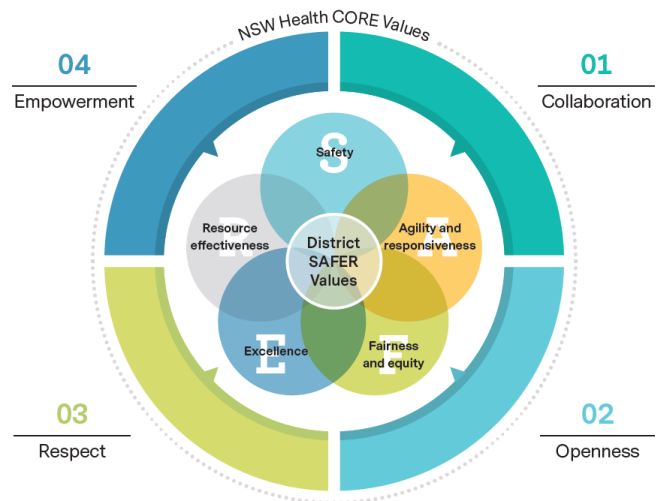 NSW Health CORE Values
04
Empowerment
01
Collaboration
S
Safety
R
Resource
effectiveness
A
Agility and
responsiveness
District
SAFER
Values
E
Excellence
F
Fairness
and equity
03
Respect
02
Openness